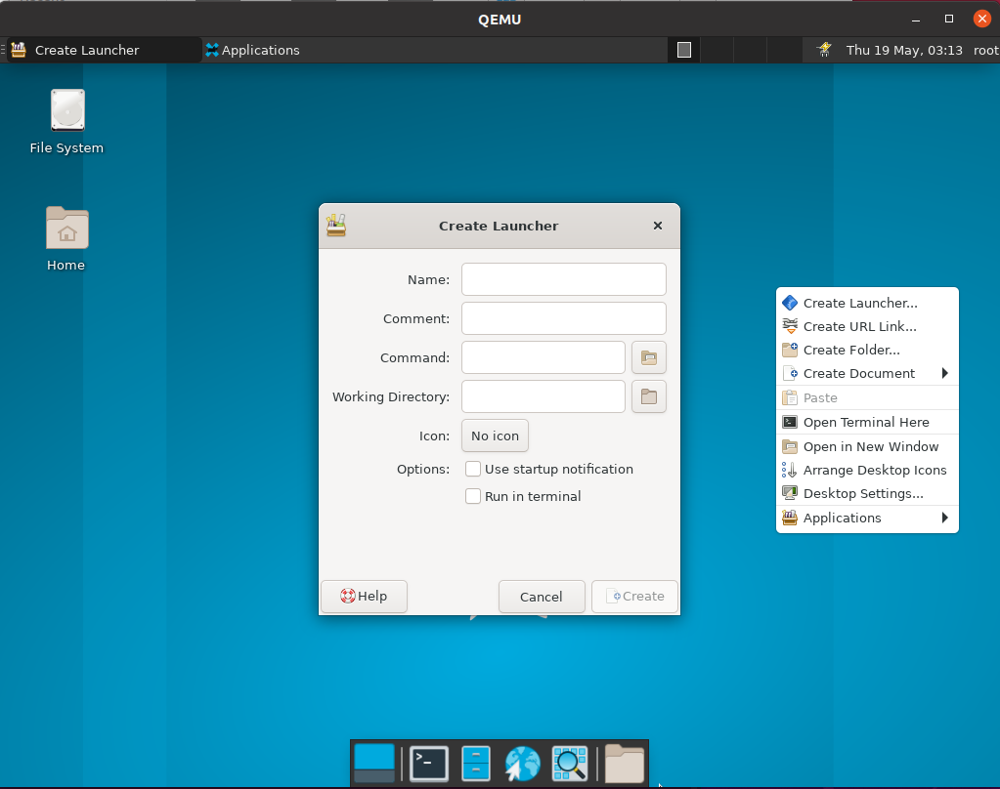 QEMU
Create Launcher
Applications
Thu 19 May, 03:13 root
File System
Home
Create Launcher
Name:
Comment:
Command:
Working Directory:
Icon: No icon
Options: Use startup notification
Run in terminal
Help Cancel Create
Create Launcher...
Create URL Link...
Create Folder...
Create Document
Paste
Open Terminal Here
Open in New Window
Arrange Desktop Icons
Desktop Settings...
Applications